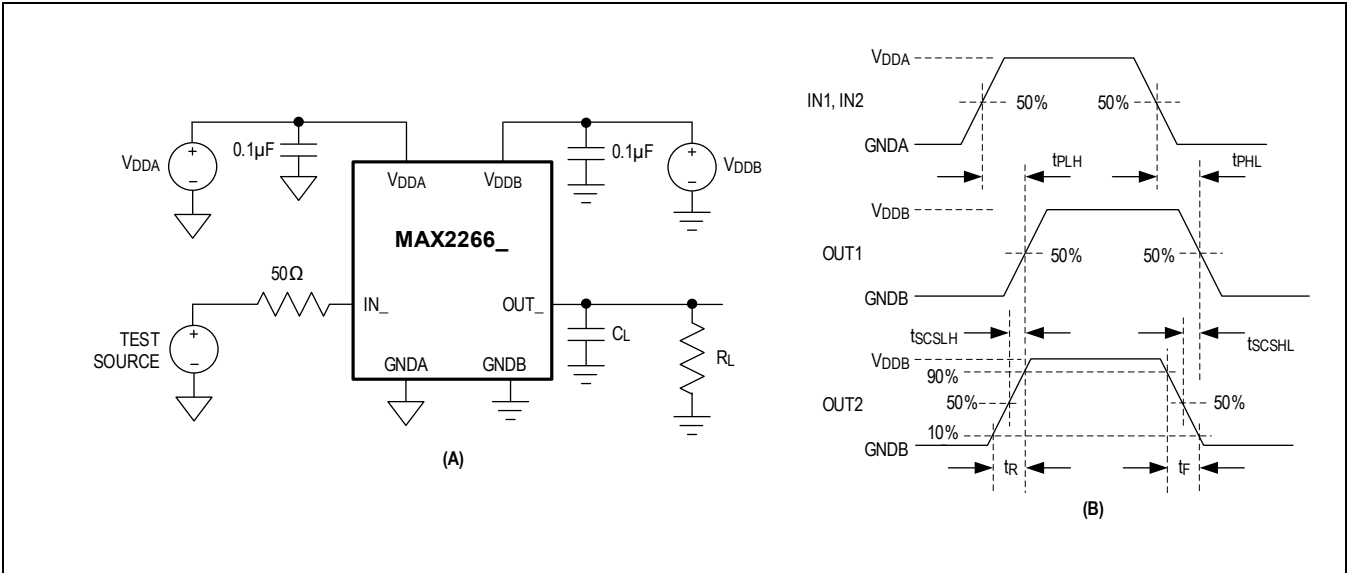 VDDA
0.1µF
0.1µF
VDDB
+
−
+
−
VDDA
VDDB
MAX2266_
50Ω
IN_
OUT_
TEST
SOURCE
+
−
CL
RL
GNDA
GNDB
(A)
VDDA
IN1, IN2
50%
50%
GNDA
tPLH
tPHL
VDDB
OUT1
50%
50%
GNDB
tSCSLH
tSCSHL
VDDB
90%
OUT2
50%
50%
10%
GNDB
tR
tF
(B)